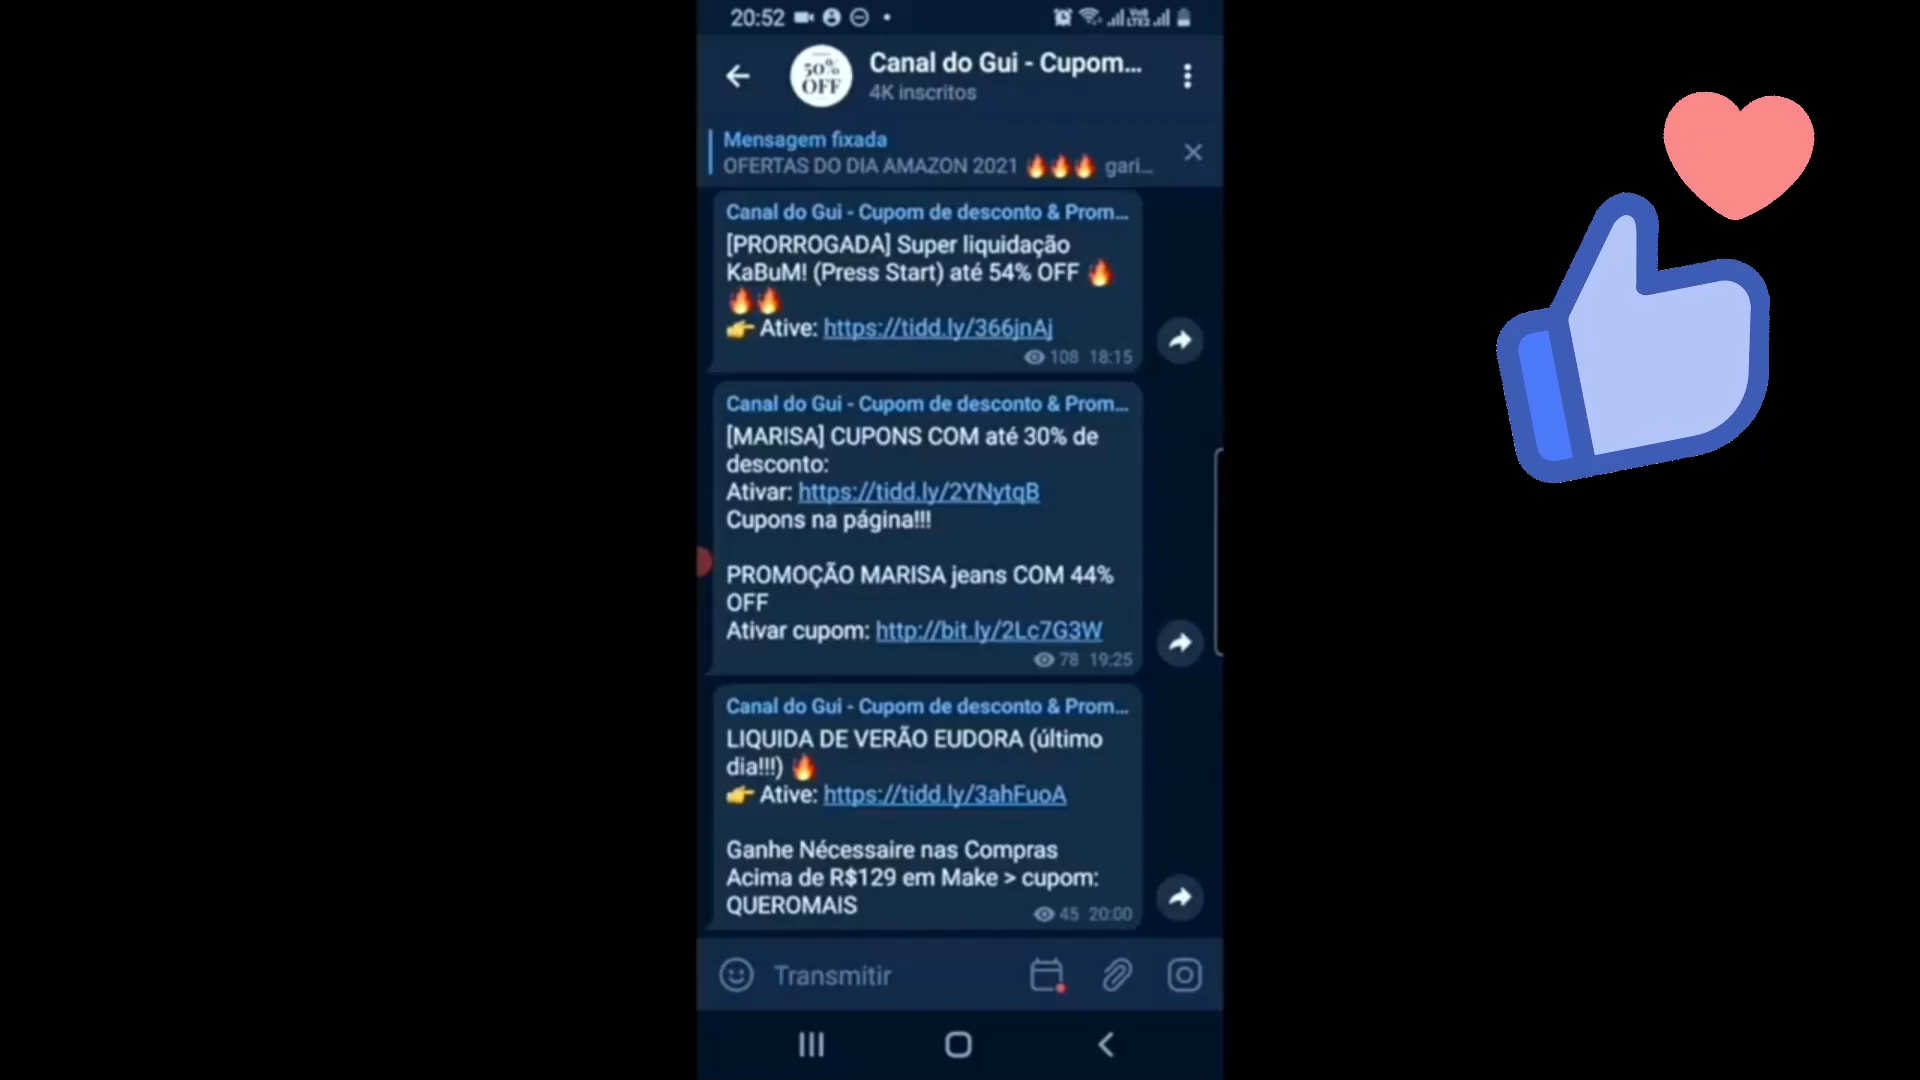 20:52
VoB
LTE2
50%
OFF
Canal do Gui - Cupom...
4K inscritos
Mensagem fixada
OFERTAS DO DIA AMAZON 2021 🔥🔥🔥 gari...
Canal do Gui - Cupom de desconto & Prom...
[PRORROGADA] Super liquidação
KaBuM! (Press Start) até 54% OFF 🔥
🔥🔥
👉 Ative: https://tidd.ly/366jnAj
108 18:15
Canal do Gui - Cupom de desconto & Prom...
[MARISA] CUPONS COM até 30% de
desconto:
Ativar: https://tidd.ly/2YNytqB
Cupons na página!!!
PROMOÇÃO MARISA jeans COM 44%
OFF
Ativar cupom: http://bit.ly/2Lc7G3W
78 19:25
Canal do Gui - Cupom de desconto & Prom...
LIQUIDA DE VERÃO EUDORA (último
dia!!!) 🔥
👉 Ative: https://tidd.ly/3ahFuoA
Ganhe Nécessaire nas Compras
Acima de R$129 em Make > cupom:
QUEROMAIS
45 20:00
Transmitir